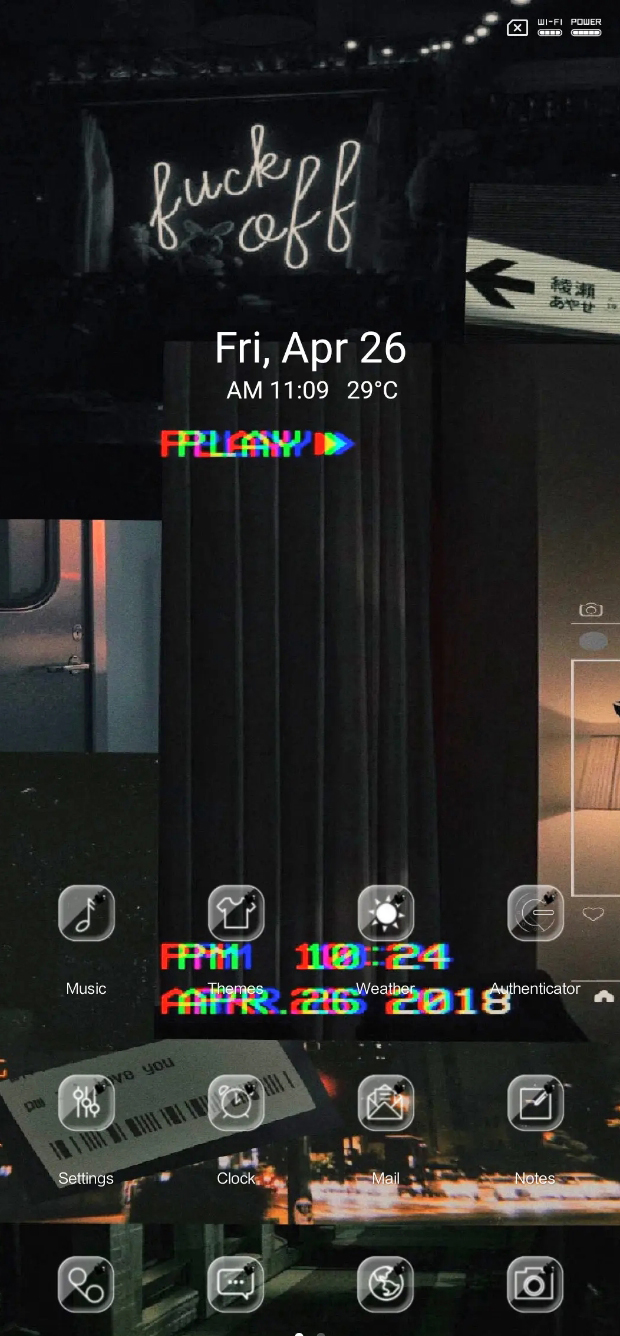 WI-FI POWER
fuck
off
綾瀬
あやせ
Fri, Apr 26
AM 11:09 29°C
PLAY
PM 10:24
Music Themes Weather Authenticator
APR.26 2018
you
Settings Clock Mail Notes